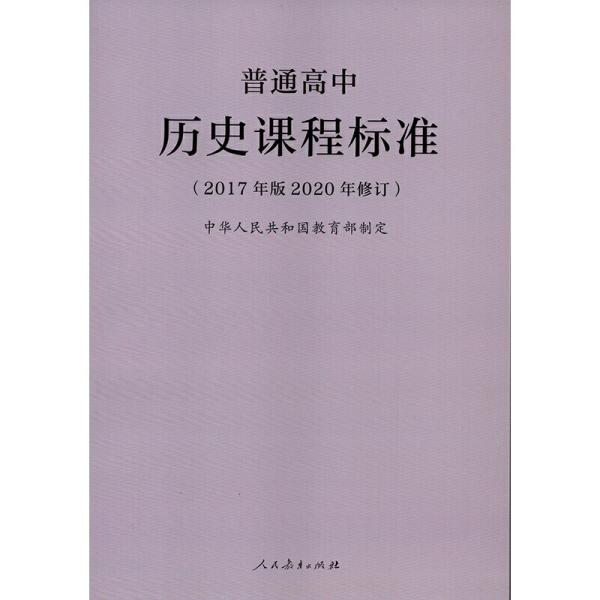 普通高中
历史课程标准
（2017年版2020年修订）
中华人民共和国教育部制定
人民教育出版社